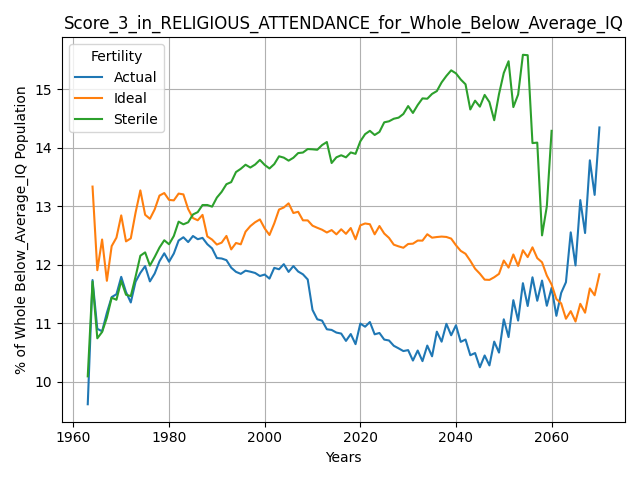 Score_3_in_RELIGIOUS_ATTENDANCE_for_Whole_Below_Average_IQ
Fertility
Actual
Ideal
Sterile
% of Whole Below_Average_IQ Population
15
14
13
12
11
10
1960
1980
2000
2020
2040
2060
Years